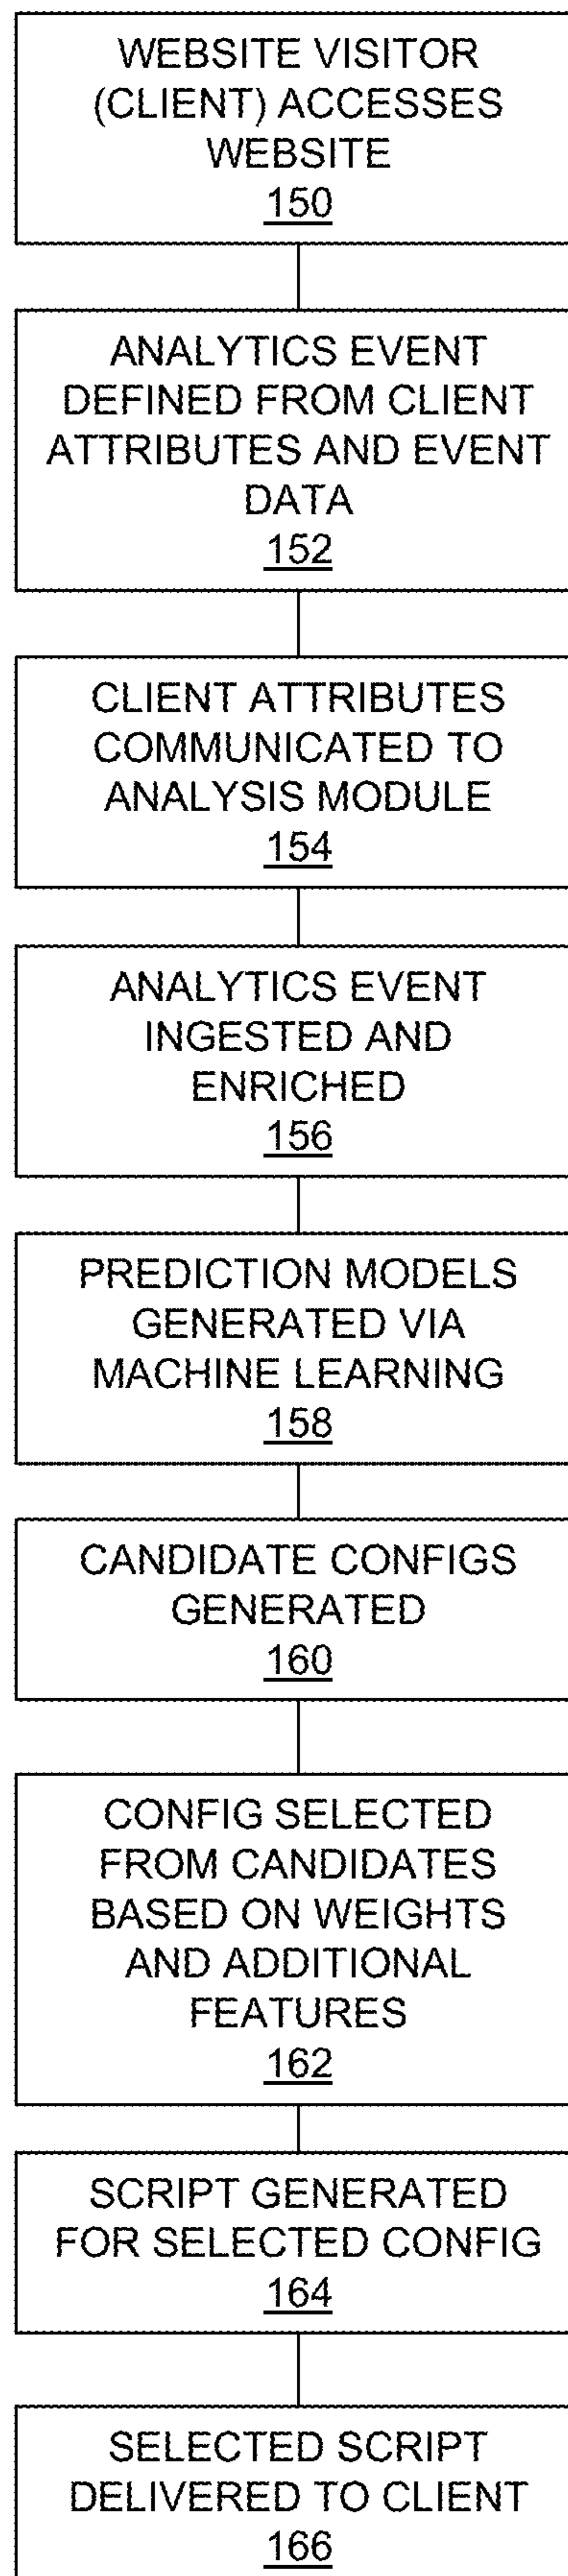 WEBSITE VISITOR
(CLIENT) ACCESSES
WEBSITE
150
ANALYTICS EVENT
DEFINED FROM CLIENT
ATTRIBUTES AND EVENT
DATA
152
CLIENT ATTRIBUTES
COMMUNICATED TO
ANALYSIS MODULE
154
ANALYTICS EVENT
INGESTED AND
ENRICHED
156
PREDICTION MODELS
GENERATED VIA
MACHINE LEARNING
158
CANDIDATE CONFIGS
GENERATED
160
CONFIG SELECTED
FROM CANDIDATES
BASED ON WEIGHTS
AND ADDITIONAL
FEATURES
162
SCRIPT GENERATED
FOR SELECTED CONFIG
164
SELECTED SCRIPT
DELIVERED TO CLIENT
166